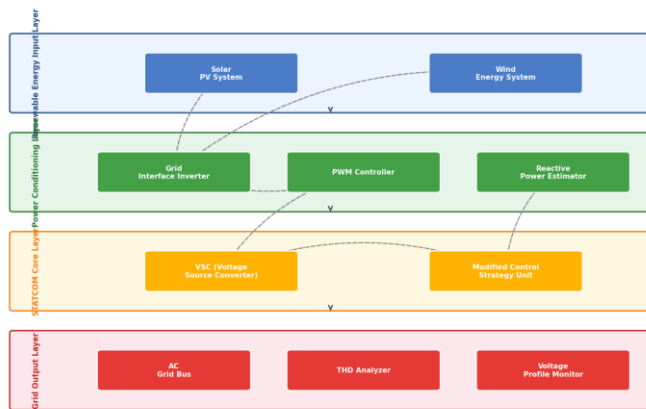 Renewable Energy Input Layer
Solar
PV System
Wind
Energy System
Power Conditioning Layer
Grid
Interface Inverter
PWM Controller
Reactive
Power Estimator
STATCOM Core Layer
VSC (Voltage
Source Converter)
Modified Control
Strategy Unit
Grid Output Layer
AC
Grid Bus
THD Analyzer
Voltage
Profile Monitor